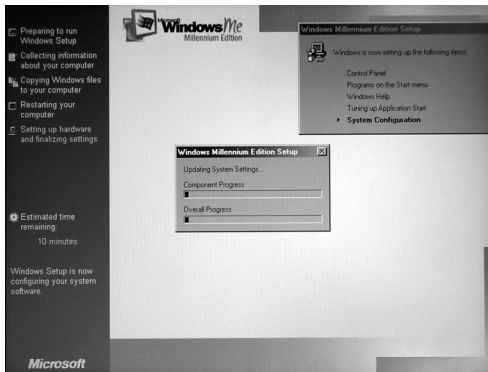 Preparing to run
Windows Setup
Collecting information
about your computer
Copying Windows files
to your computer
Restarting your
computer
Setting up hardware
and finalizing settings
Estimated time
remaining:
10 minutes
Windows Setup is now
configuring your system
software.
Microsoft
Microsoft
WindowsMe
Millennium Edition
Windows Millennium Edition Setup
Windows is now setting up the following items:
Control Panel
Programs on the Start menu
Windows Help
Tuning up Application Start
System Configuration
Windows Millennium Edition Setup
Updating System Settings...
Component Progress
Overall Progress